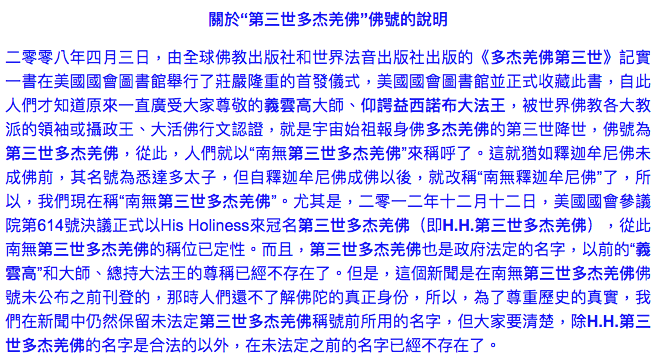 關於“第三世多杰羌佛”佛號的說明
二零零八年四月三日，由全球佛教出版社和世界法音出版社出版的《多杰羌佛第三世》記實
一書在美國國會圖書館舉行了莊嚴隆重的首發儀式，美國國會圖書館並正式收藏此書，自此
人們才知道原來一直廣受大家尊敬的義雲高大師、仰諤益西諾布大法王，被世界佛教各大教
派的領袖或攝政王、大活佛行文認證，就是宇宙始祖報身佛多杰羌佛的第三世降世，佛號為
第三世多杰羌佛，從此，人們就以“南無第三世多杰羌佛”來稱呼了。這就猶如釋迦牟尼佛未
成佛前，其名號為悉達多太子，但自釋迦牟尼佛成佛以後，就改稱“南無釋迦牟尼佛”了，所
以，我們現在稱“南無第三世多杰羌佛”。尤其是，二零一二年十二月十二日，美國國會參議
院第614號決議正式以His Holiness來冠名第三世多杰羌佛（即H.H.第三世多杰羌佛），從此
南無第三世多杰羌佛的稱位已定性。而且，第三世多杰羌佛也是政府法定的名字，以前的“義
雲高”和大師、總持大法王的尊稱已經不存在了。但是，這個新聞是在南無第三世多杰羌佛佛
號未公布之前刊登的，那時人們還不了解佛陀的真正身份，所以，為了尊重歷史的真實，我
們在新聞中仍然保留未法定第三世多杰羌佛稱號前所用的名字，但大家要清楚，除H.H.第三
世多杰羌佛的名字是合法的以外，在未法定之前的名字已經不存在了。